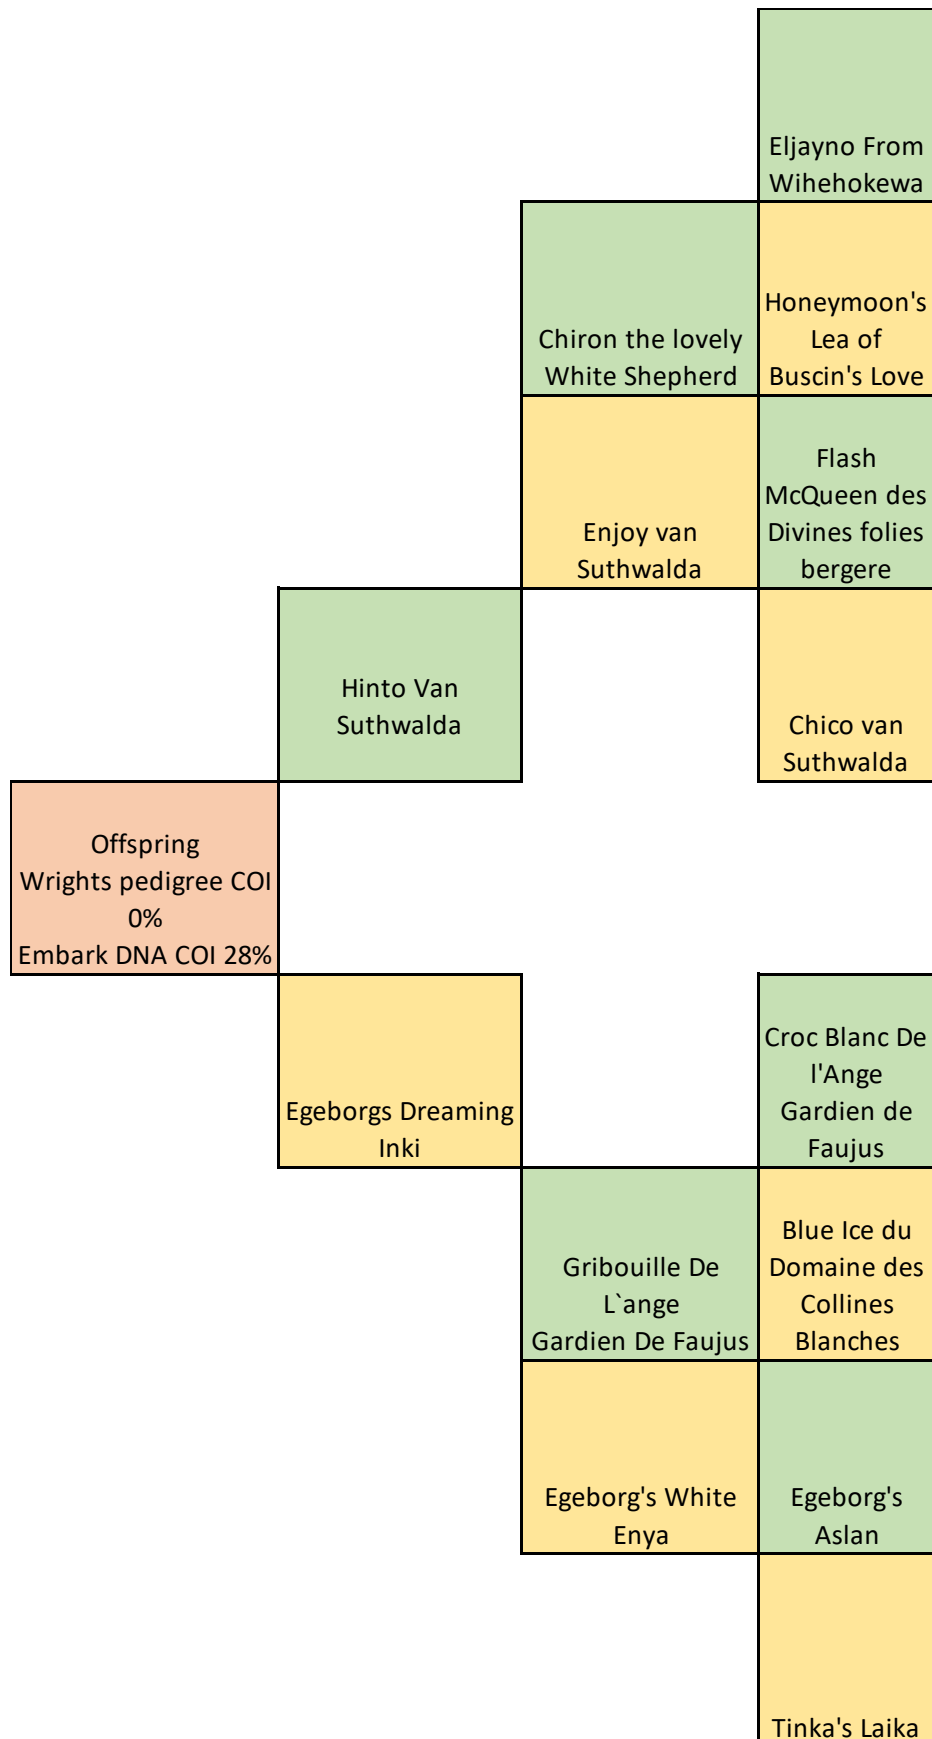 Eljayno From
Wihehokewa
Chiron the lovely
White Shepherd
Honeymoon's
Lea of
Buscin's Love
Enjoy van
Suthwalda
Flash
McQueen des
Divines folies
bergere
Hinto Van
Suthwalda
Chico van
Suthwalda
Offspring
Wrights pedigree COI
0%
Embark DNA COI 28%
Egeborgs Dreaming
Inki
Croc Blanc De
l'Ange
Gardien de
Faujus
Gribouille De
L`ange
Gardien De Faujus
Blue Ice du
Domaine des
Collines
Blanches
Egeborg's White
Enya
Egeborg's
Aslan
Tinka's Laika